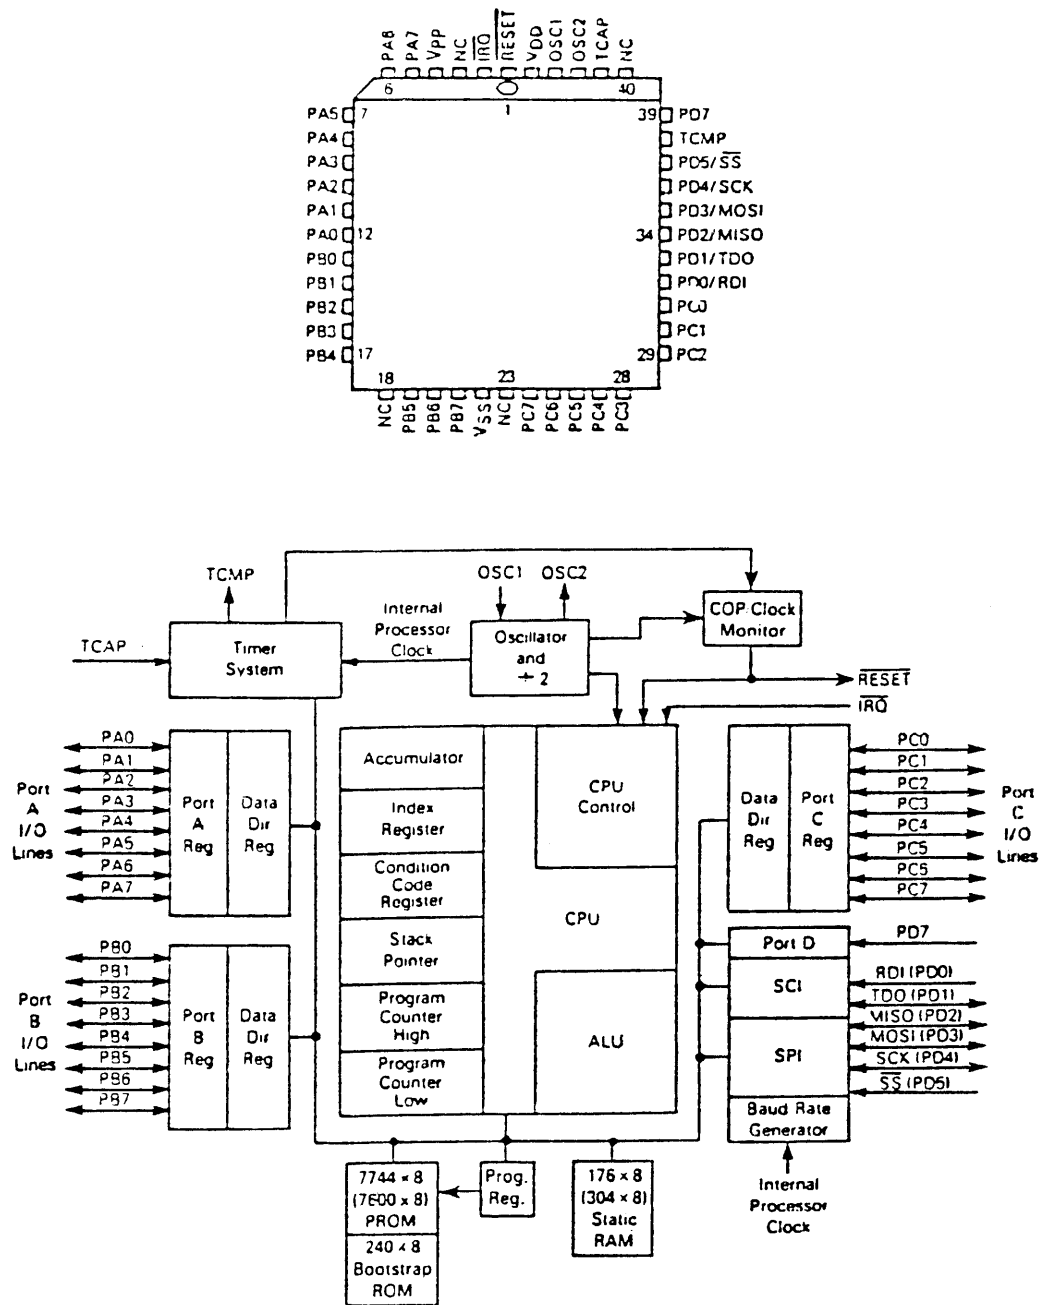 PA6 PA7 VPP NC IRQ RESET VDD OSC1 OSC2 TCAP NC
6 1 40
PA5 7 39 PD7
PA4 TCMP
PA3 PD5/SS
PA2 PD4/SCK
PA1 PD3/MOSI
PA0 12 34 PD2/MISO
PB0 PD1/TDO
PB1 PD0/RDI
PB2 PC0
PB3 PC1
PB4 17 29 PC2
18 23 28
NC PB5 PB6 PB7 VSS NC PC7 PC6 PC5 PC4 PC3
TCMP
OSC1 OSC2
TCAP
Timer
System
Internal
Processor
Clock
Oscillator
and
÷ 2
COP Clock
Monitor
RESET
IRQ
Port
A
I/O
Lines
PA0
PA1
PA2
PA3
PA4
PA5
PA6
PA7
Port
A
Reg
Data
Dir
Reg
Port
B
I/O
Lines
PB0
PB1
PB2
PB3
PB4
PB5
PB6
PB7
Port
B
Reg
Data
Dir
Reg
Accumulator
Index
Register
Condition
Code
Register
Stack
Pointer
Program
Counter
High
Program
Counter
Low
CPU
Control
CPU
ALU
Data
Dir
Reg
Port
C
Reg
PC0
PC1
PC2
PC3
PC4
PC5
PC6
PC7
Port
C
I/O
Lines
Port D
SCI
SPI
Baud Rate
Generator
PD7
RDI (PD0)
TDO (PD1)
MISO (PD2)
MOSI (PD3)
SCK (PD4)
SS (PD5)
Internal
Processor
Clock
7744 × 8
(7600 x 8)
PROM
240 × 8
Bootstrap
ROM
Prog.
Reg.
176 × 8
(304 × 8)
Static
RAM